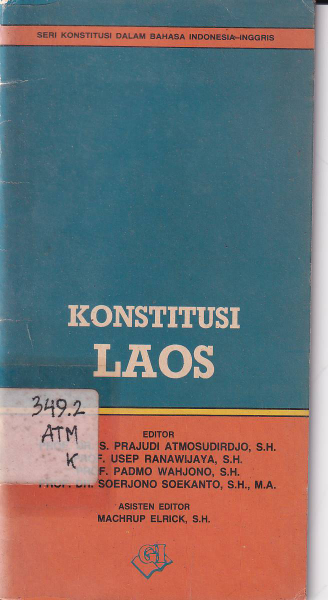 SERI KONSTITUSI DALAM BAHASA INDONESIA–INGGRIS
KONSTITUSI
LAOS
349.2
ATM
K
EDITOR
S. PRAJUDI ATMOSUDIRDJO, S.H.
USEP RANAWIJAYA, S.H.
PADMO WAHJONO, S.H.
SOERJONO SOEKANTO, S.H., M.A.
ASISTEN EDITOR
MACHRUP ELRICK, S.H.
GI